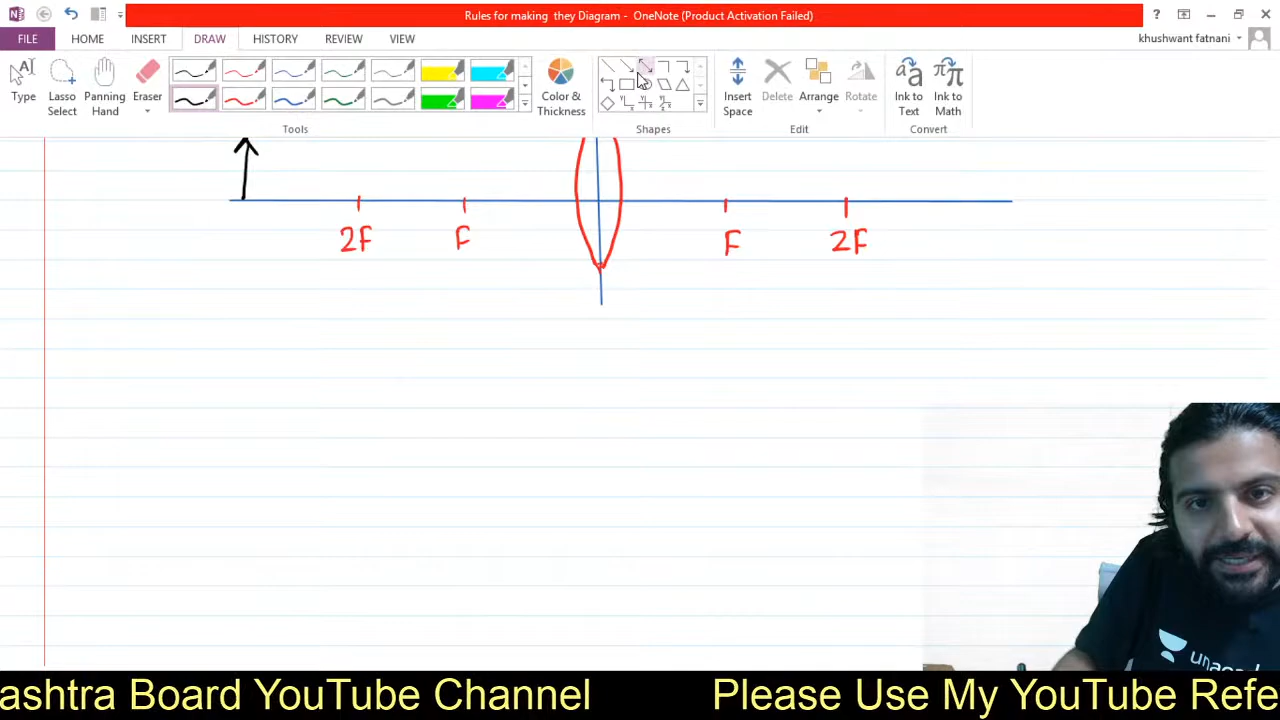 Rules for making they Diagram - OneNote (Product Activation Failed)
?
FILE HOME INSERT DRAW HISTORY REVIEW VIEW
khushwant fatnani
Type
Lasso Select
Panning Hand
Eraser
Color & Thickness
Insert Space
Delete
Arrange
Rotate
Ink to Text
Ink to Math
Tools
Shapes
Edit
Convert
2F F F 2F
ashtra Board YouTube Channel Please Use My YouTube Refe